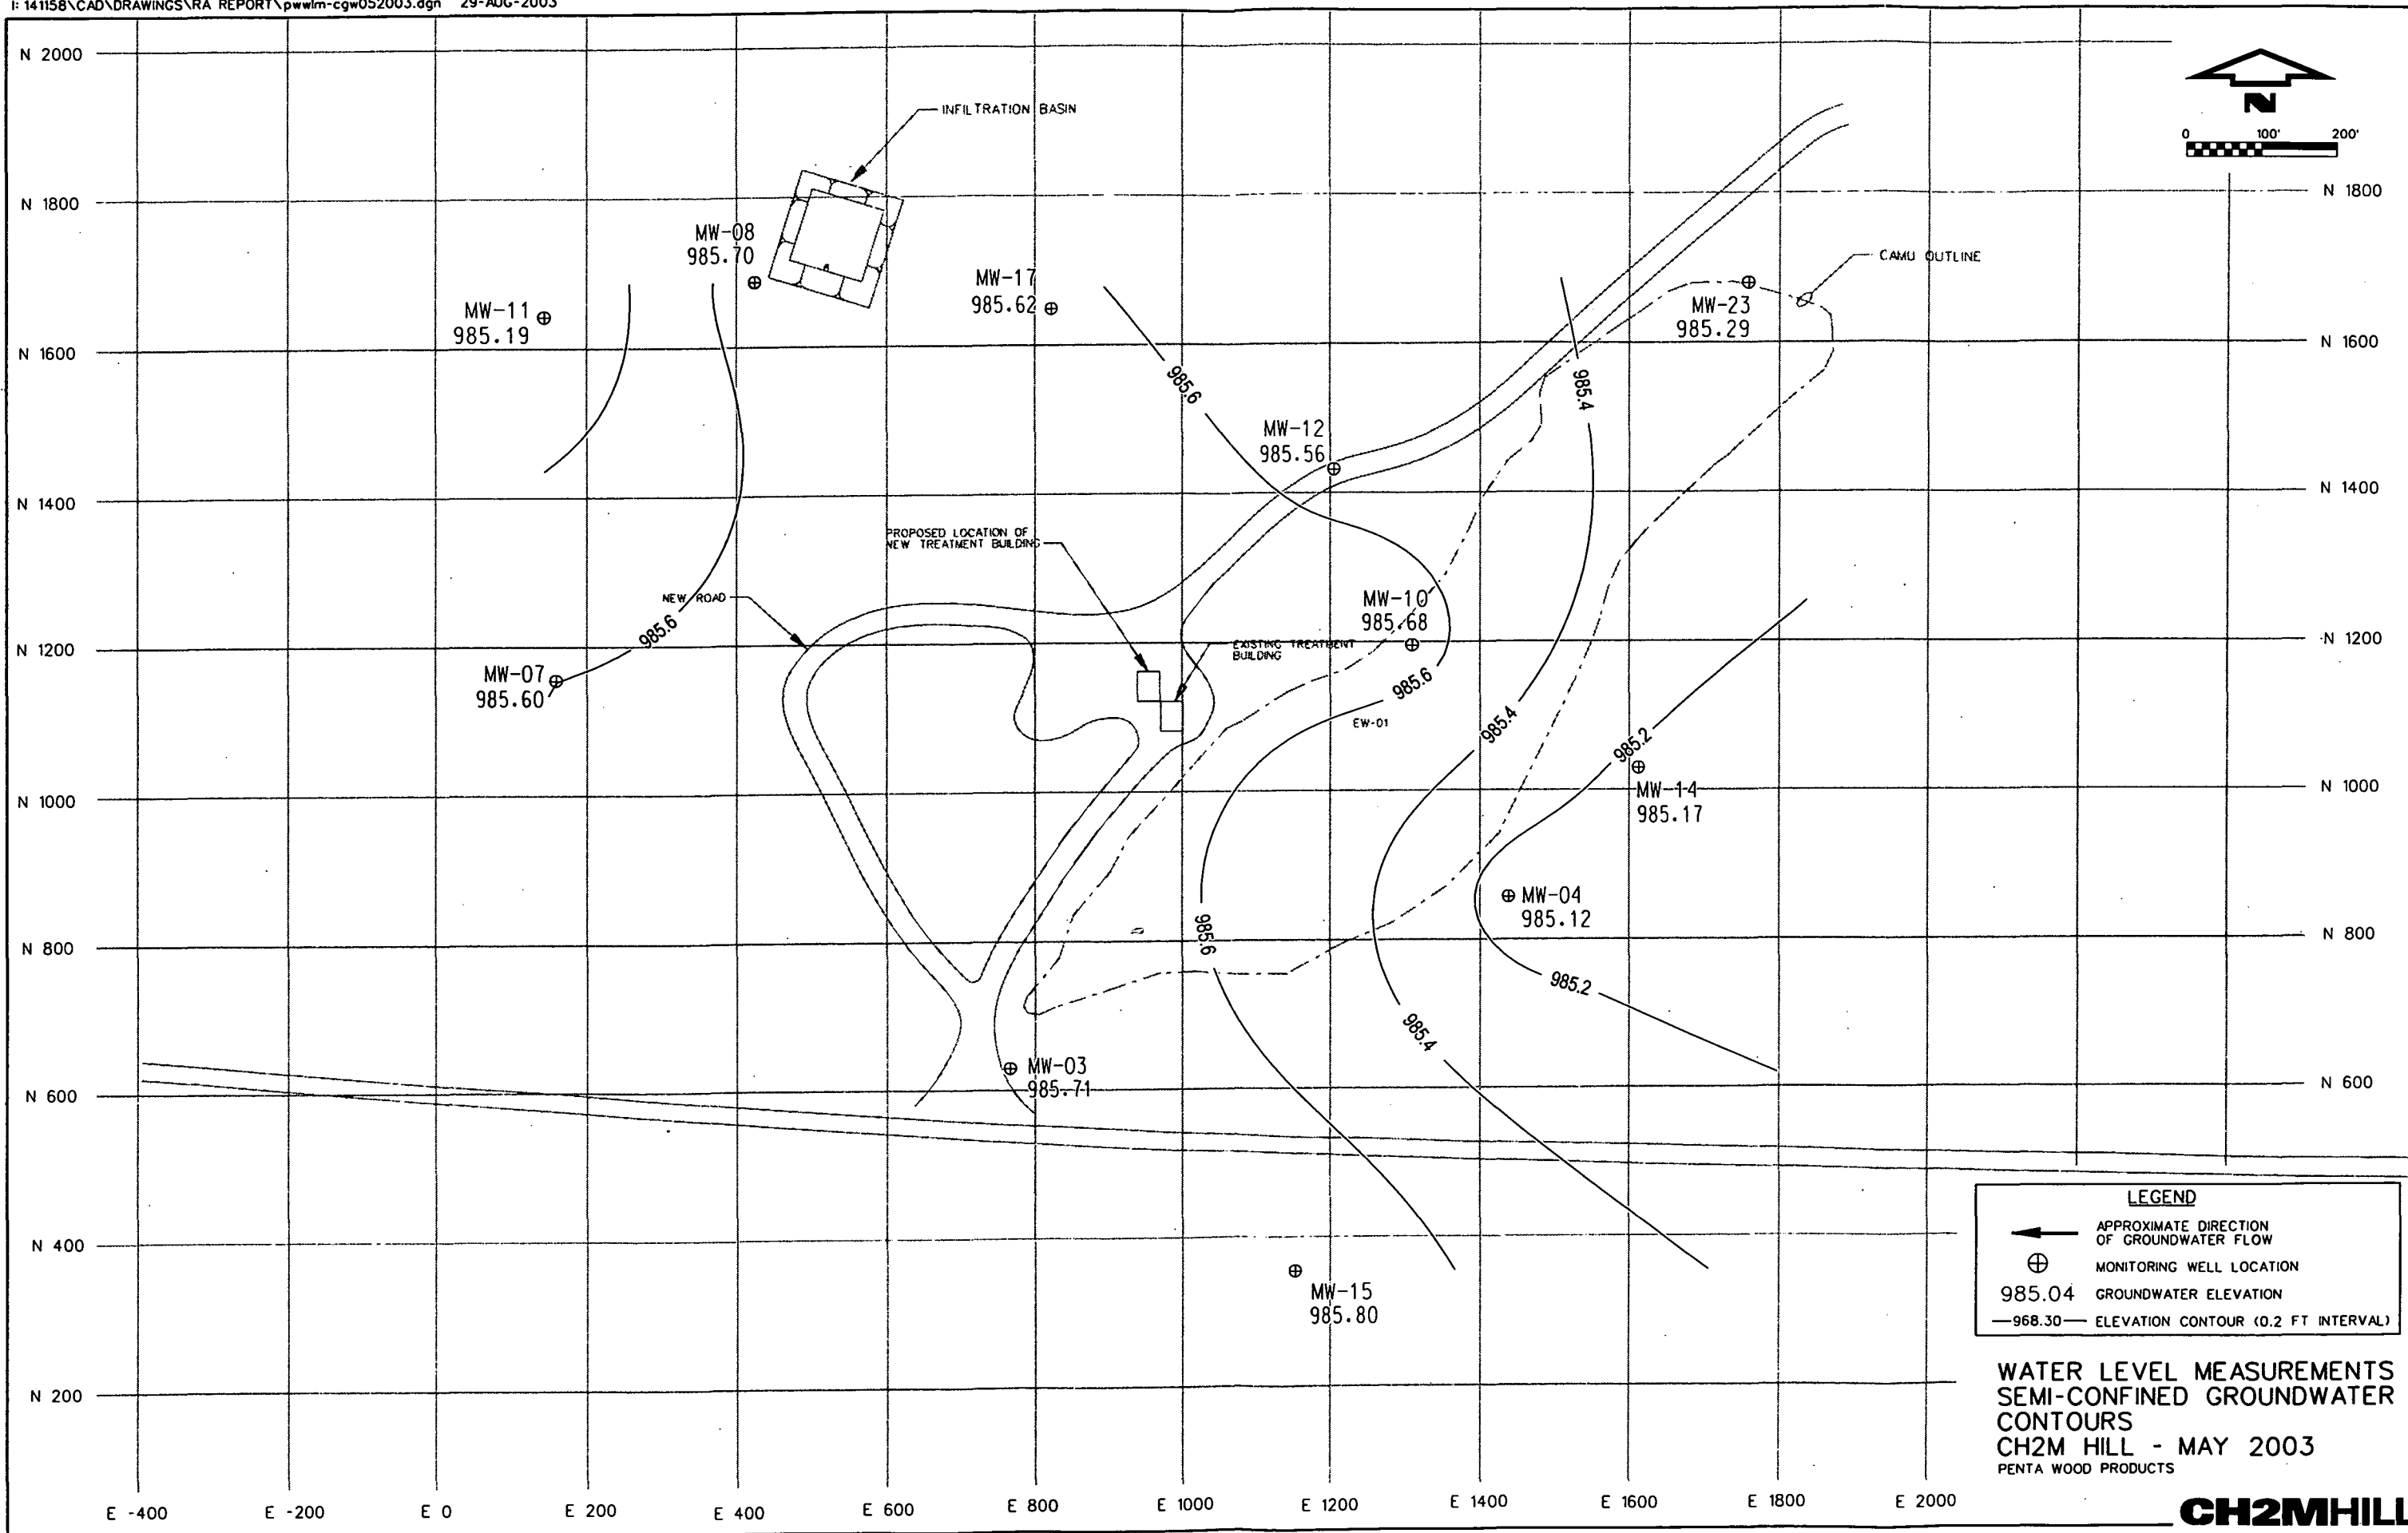 I: 141158\CAD\DRAWINGS\RA REPORT\pwwlm-cgw052003.dgn 29-AUG-2003
N 2000
N
0 100' 200'
INFILTRATION BASIN
N 1800
N 1800
MW-08
985.70
MW-17
985.62
CAMU OUTLINE
MW-11
985.19
MW-23
985.29
N 1600
N 1600
985.6
985.4
MW-12
985.56
N 1400
N 1400
PROPOSED LOCATION OF
NEW TREATMENT BUILDING
NEW ROAD
MW-10
985.68
985.6
N 1200
N 1200
EXISTING TREATMENT
BUILDING
MW-07
985.60
985.6
EW-01
985.4
985.2
N 1000
N 1000
MW-14
985.17
MW-04
985.12
985.6
N 800
N 800
985.2
985.4
MW-03
985.71
N 600
N 600
N 400
MW-15
985.80
N 200
LEGEND
APPROXIMATE DIRECTION
OF GROUNDWATER FLOW
MONITORING WELL LOCATION
985.04 GROUNDWATER ELEVATION
968.30 ELEVATION CONTOUR (0.2 FT INTERVAL)
WATER LEVEL MEASUREMENTS
SEMI-CONFINED GROUNDWATER
CONTOURS
CH2M HILL - MAY 2003
PENTA WOOD PRODUCTS
E -400 E -200 E 0 E 200 E 400 E 600 E 800 E 1000 E 1200 E 1400 E 1600 E 1800 E 2000
CH2MHILL